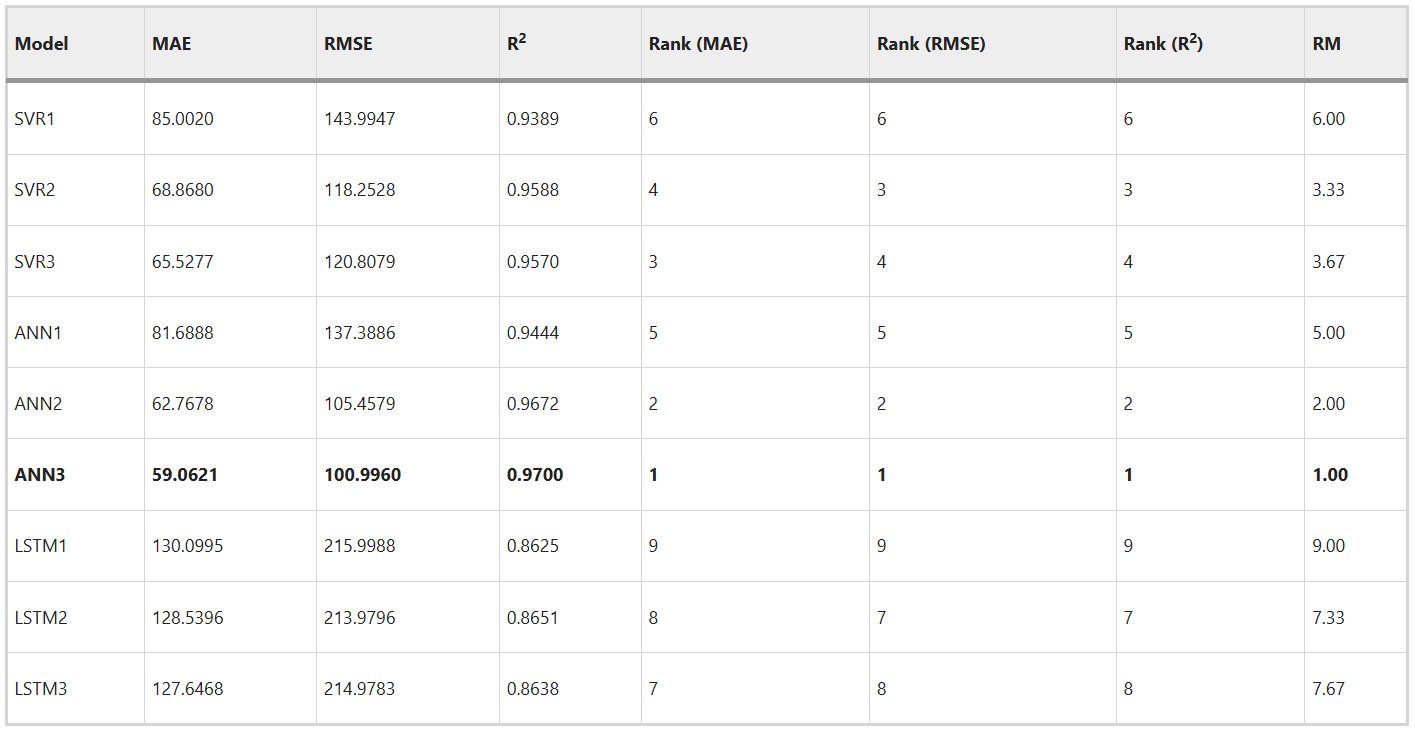 Model MAE RMSE R² Rank (MAE) Rank (RMSE) Rank (R²) RM
SVR1 85.0020 143.9947 0.9389 6 6 6 6.00
SVR2 68.8680 118.2528 0.9588 4 3 3 3.33
SVR3 65.5277 120.8079 0.9570 3 4 4 3.67
ANN1 81.6888 137.3886 0.9444 5 5 5 5.00
ANN2 62.7678 105.4579 0.9672 2 2 2 2.00
ANN3 59.0621 100.9960 0.9700 1 1 1 1.00
LSTM1 130.0995 215.9988 0.8625 9 9 9 9.00
LSTM2 128.5396 213.9796 0.8651 8 7 7 7.33
LSTM3 127.6468 214.9783 0.8638 7 8 8 7.67